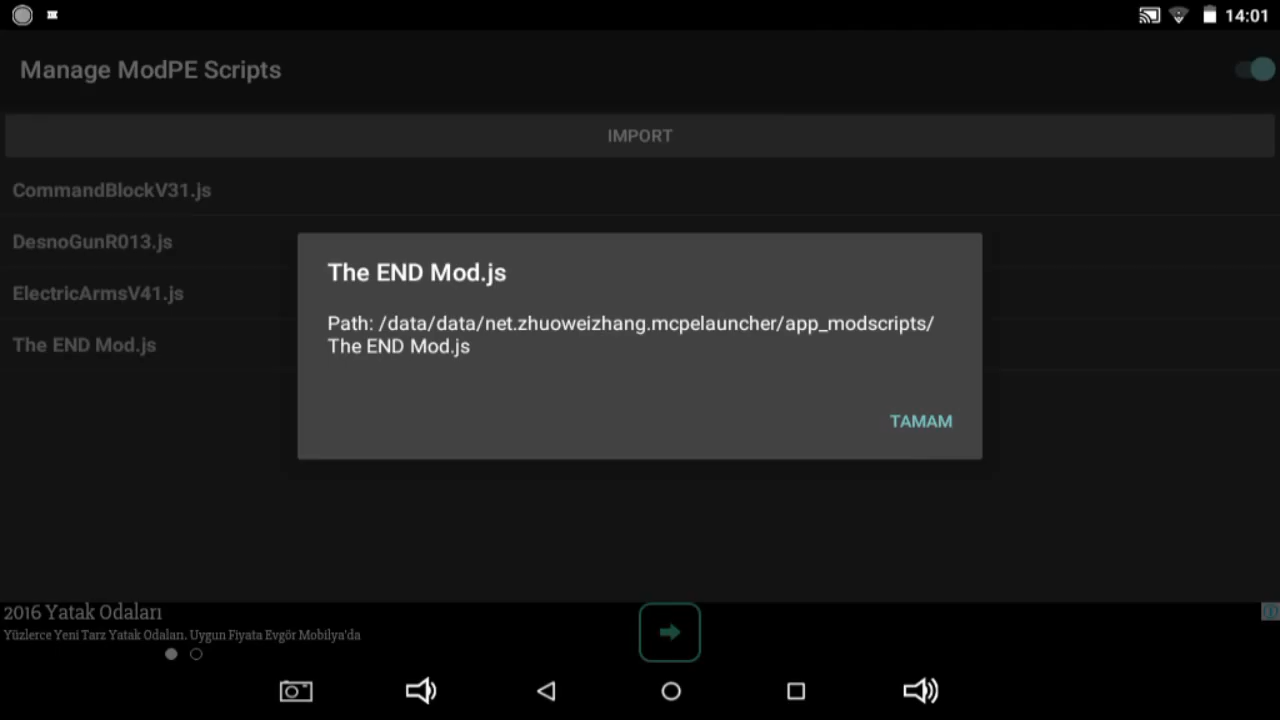 14:01
Manage ModPE Scripts
IMPORT
CommandBlockV31.js
DesnoGunR013.js
ElectricArmsV41.js
The END Mod.js
The END Mod.js
Path: /data/data/net.zhuoweizhang.mcpelauncher/app_modscripts/
The END Mod.js
TAMAM
2016 Yatak Odaları
Yüzlerce Yeni Tarz Yatak Odaları. Uygun Fiyata Evgör Mobilya'da